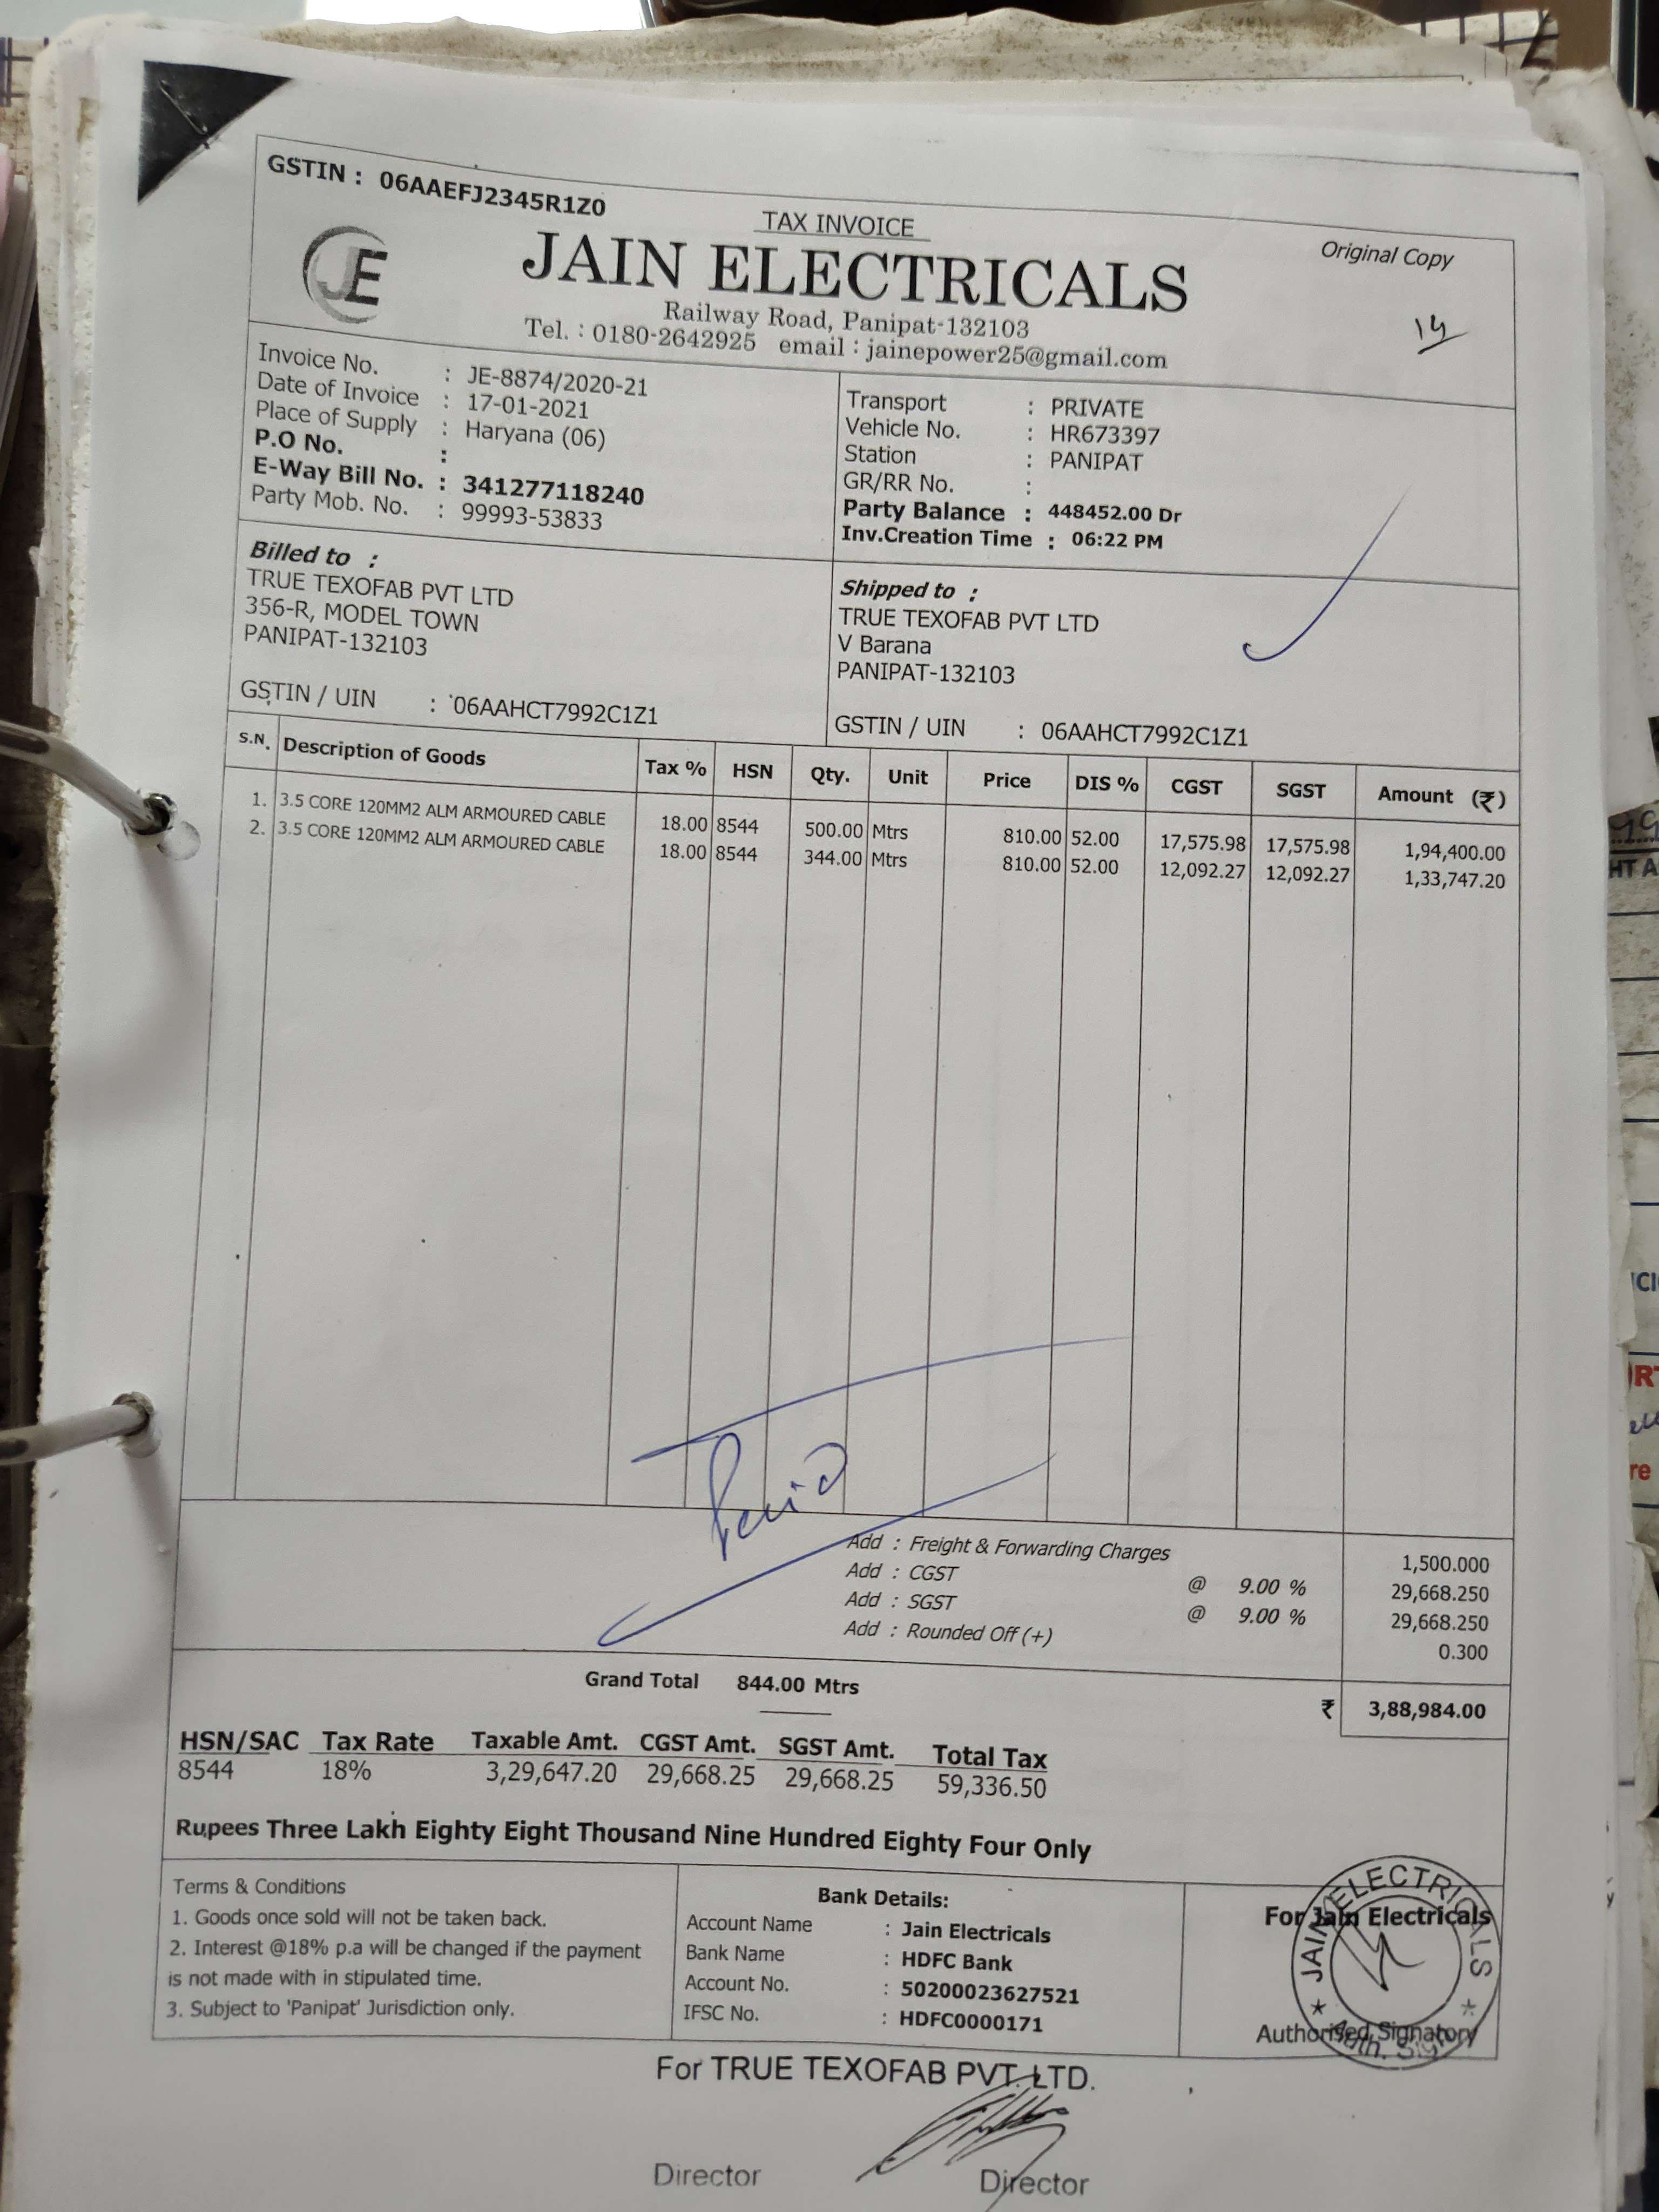 GSTIN : 06AAEFJ2345R1Z0
TAX INVOICE
Original Copy
JE
JAIN ELECTRICALS
Railway Road, Panipat-132103
Tel. : 0180-2642925 email : jainepower25@gmail.com
14
Invoice No. : JE-8874/2020-21
Date of Invoice : 17-01-2021
Place of Supply : Haryana (06)
P.O No. :
E-Way Bill No. : 341277118240
Party Mob. No. : 99993-53833
Transport : PRIVATE
Vehicle No. : HR673397
Station : PANIPAT
GR/RR No. :
Party Balance : 448452.00 Dr
Inv.Creation Time : 06:22 PM
Billed to :
TRUE TEXOFAB PVT LTD
356-R, MODEL TOWN
PANIPAT-132103
GSTIN / UIN : 06AAHCT7992C1Z1
Shipped to :
TRUE TEXOFAB PVT LTD
V Barana
PANIPAT-132103
GSTIN / UIN : 06AAHCT7992C1Z1
S.N. Description of Goods Tax % HSN Qty. Unit Price DIS % CGST SGST Amount (₹)
1. 3.5 CORE 120MM2 ALM ARMOURED CABLE 18.00 8544 500.00 Mtrs 810.00 52.00 17,575.98 17,575.98 1,94,400.00
2. 3.5 CORE 120MM2 ALM ARMOURED CABLE 18.00 8544 344.00 Mtrs 810.00 52.00 12,092.27 12,092.27 1,33,747.20
Add : Freight & Forwarding Charges 1,500.000
Add : CGST @ 9.00 % 29,668.250
Add : SGST @ 9.00 % 29,668.250
Add : Rounded Off (+) 0.300
Grand Total 844.00 Mtrs ₹ 3,88,984.00
HSN/SAC Tax Rate Taxable Amt. CGST Amt. SGST Amt. Total Tax
8544 18% 3,29,647.20 29,668.25 29,668.25 59,336.50
Rupees Three Lakh Eighty Eight Thousand Nine Hundred Eighty Four Only
Terms & Conditions
1. Goods once sold will not be taken back.
2. Interest @18% p.a will be changed if the payment
is not made with in stipulated time.
3. Subject to 'Panipat' Jurisdiction only.
Bank Details:
Account Name : Jain Electricals
Bank Name : HDFC Bank
Account No. : 50200023627521
IFSC No. : HDFC0000171
For Jain Electricals
JAIN ELECTRICALS
Auth. Sign.
Authorised Signatory
For TRUE TEXOFAB PVT. LTD.
Director Director